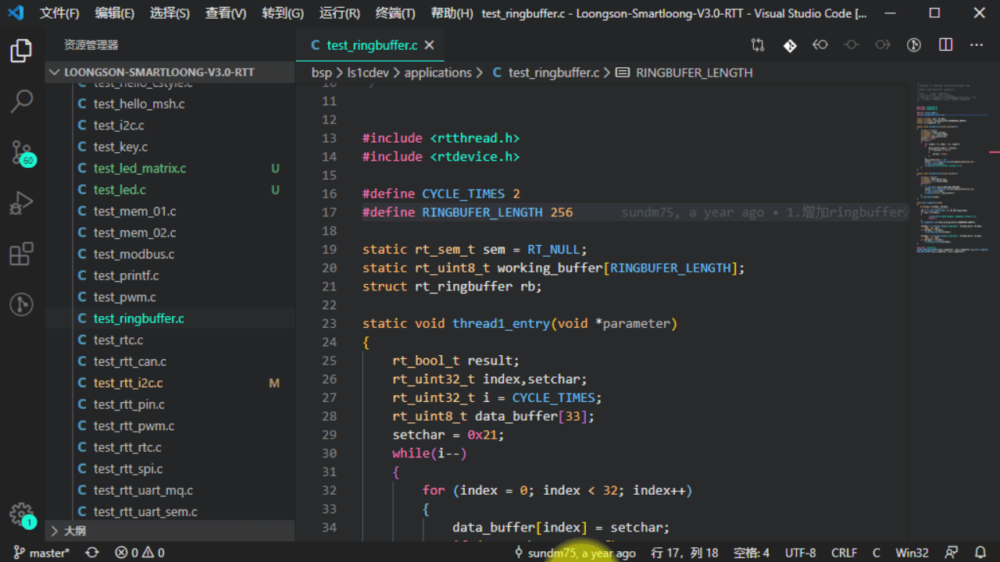 文件(F) 编辑(E) 选择(S) 查看(V) 转到(G) 运行(R) 终端(T) 帮助(H) test_ringbuffer.c - Loongson-Smartloong-V3.0-RTT - Visual Studio Code [...
资源管理器
LOONGSON-SMARTLOONG-V3.0-RTT
C test_hello_cstyle.c
C test_hello_msh.c
C test_i2c.c
C test_key.c
C test_led_matrix.c U
C test_led.c U
C test_mem_01.c
C test_mem_02.c
C test_modbus.c
C test_printf.c
C test_pwm.c
C test_ringbuffer.c
C test_rtc.c
C test_rtt_can.c
C test_rtt_i2c.c M
C test_rtt_pin.c
C test_rtt_pwm.c
C test_rtt_rtc.c
C test_rtt_spi.c
C test_rtt_uart_mq.c
C test_rtt_uart_sem.c
大纲
60
1
C test_ringbuffer.c
bsp > ls1cdev > applications > C test_ringbuffer.c > RINGBUFER_LENGTH
10
11
12
13 #include <rtthread.h>
14 #include <rtdevice.h>
15
16 #define CYCLE_TIMES 2
17 #define RINGBUFER_LENGTH 256 sundm75, a year ago • 1.增加ringbuffer
18
19 static rt_sem_t sem = RT_NULL;
20 static rt_uint8_t working_buffer[RINGBUFER_LENGTH];
21 struct rt_ringbuffer rb;
22
23 static void thread1_entry(void *parameter)
24 {
25 rt_bool_t result;
26 rt_uint32_t index,setchar;
27 rt_uint32_t i = CYCLE_TIMES;
28 rt_uint8_t data_buffer[33];
29 setchar = 0x21;
30 while(i--)
31 {
32 for (index = 0; index < 32; index++)
33 {
34 data_buffer[index] = setchar;
master* 0 0 sundm75, a year ago 行 17，列 18 空格: 4 UTF-8 CRLF C Win32